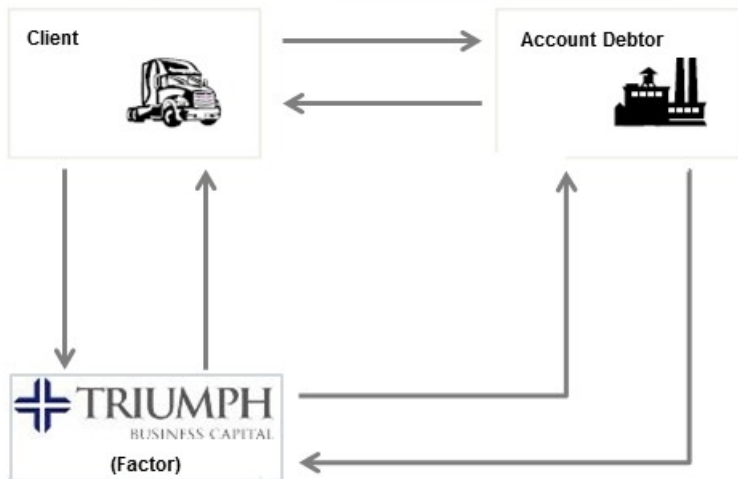 Client
Account Debtor
TRIUMPH
BUSINESS CAPITAL
(Factor)